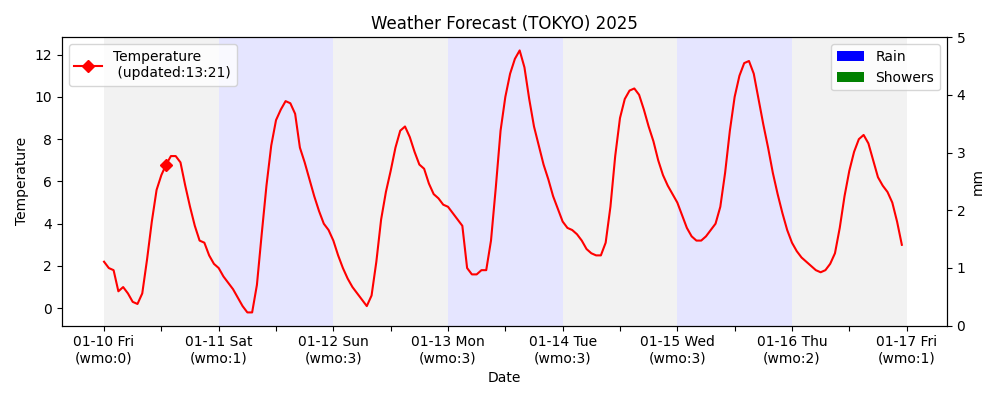 Weather Forecast (TOKYO) 2025
Temperature
(updated:13:21)
Rain
Showers
12
10
8
6
4
2
0
Temperature
5
4
3
2
1
0
mm
01-10 Fri
(wmo:0)
01-11 Sat
(wmo:1)
01-12 Sun
(wmo:3)
01-13 Mon
(wmo:3)
01-14 Tue
(wmo:3)
01-15 Wed
(wmo:3)
01-16 Thu
(wmo:2)
01-17 Fri
(wmo:1)
Date